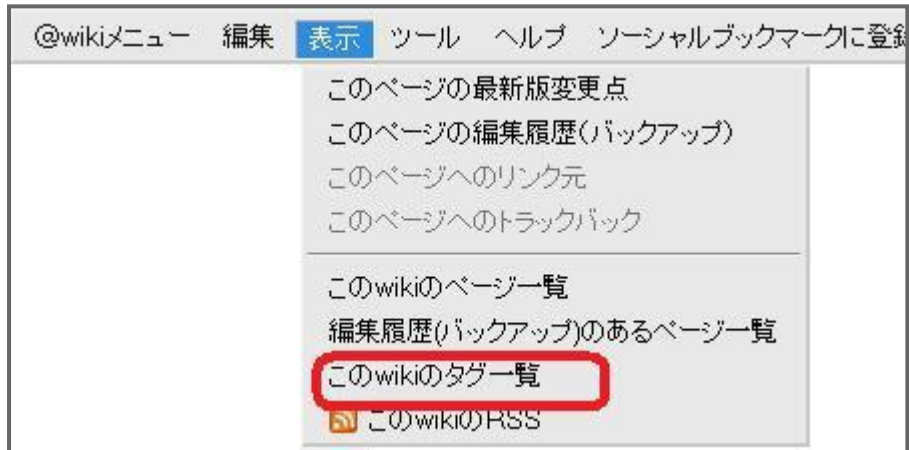 @wikiメニュー 編集 表示 ツール ヘルプ ソーシャルブックマークに登録
このページの最新版変更点
このページの編集履歴(バックアップ)
このページへのリンク元
このページへのトラックバック
このwikiのページ一覧
編集履歴(バックアップ)のあるページ一覧
このwikiのタグ一覧
このwikiのRSS